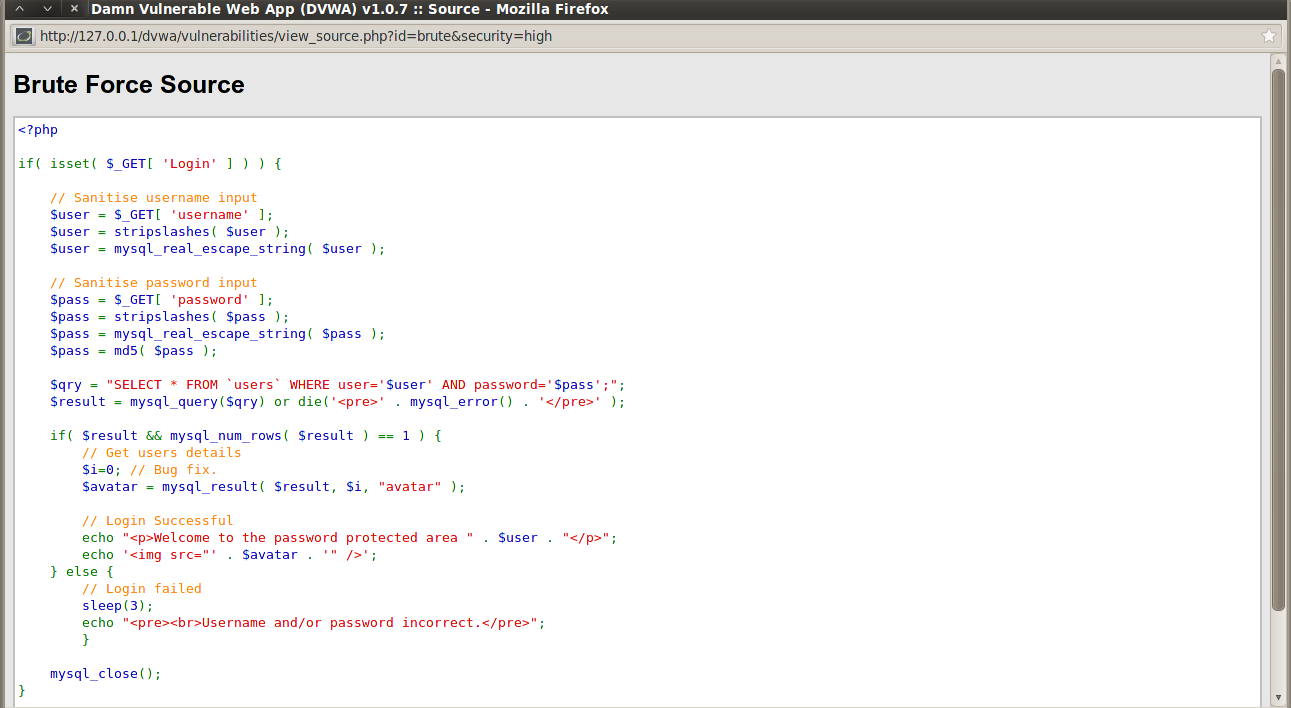 Damn Vulnerable Web App (DVWA) v1.0.7 :: Source - Mozilla Firefox
http://127.0.0.1/dvwa/vulnerabilities/view_source.php?id=brute&security=high
Brute Force Source
<?php
if( isset( $_GET[ 'Login' ] ) ) {
    // Sanitise username input
    $user = $_GET[ 'username' ];
    $user = stripslashes( $user );
    $user = mysql_real_escape_string( $user );
    // Sanitise password input
    $pass = $_GET[ 'password' ];
    $pass = stripslashes( $pass );
    $pass = mysql_real_escape_string( $pass );
    $pass = md5( $pass );
    $qry = "SELECT * FROM `users` WHERE user='$user' AND password='$pass';";
    $result = mysql_query($qry) or die('<pre>' . mysql_error() . '</pre>' );
    if( $result && mysql_num_rows( $result ) == 1 ) {
        // Get users details
        $i=0; // Bug fix.
        $avatar = mysql_result( $result, $i, "avatar" );
        // Login Successful
        echo "<p>Welcome to the password protected area " . $user . "</p>";
        echo '<img src="' . $avatar . '" />';
    } else {
        // Login failed
        sleep(3);
        echo "<pre><br>Username and/or password incorrect.</pre>";
        }
    mysql_close();
}